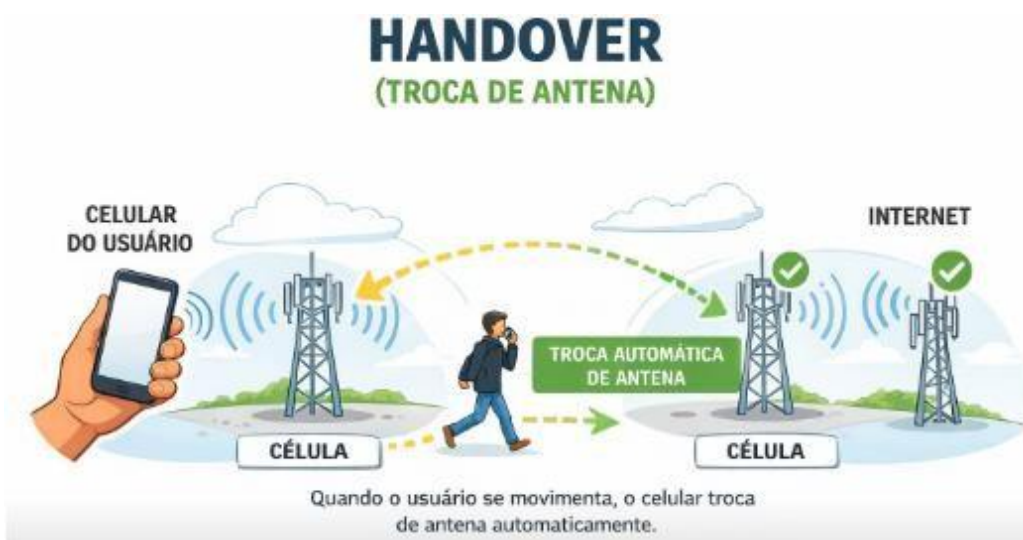 HANDOVER
(TROCA DE ANTENA)
CELULAR
DO USUÁRIO
INTERNET
TROCA AUTOMÁTICA
DE ANTENA
CÉLULA
CÉLULA
Quando o usuário se movimenta, o celular troca
de antena automaticamente.